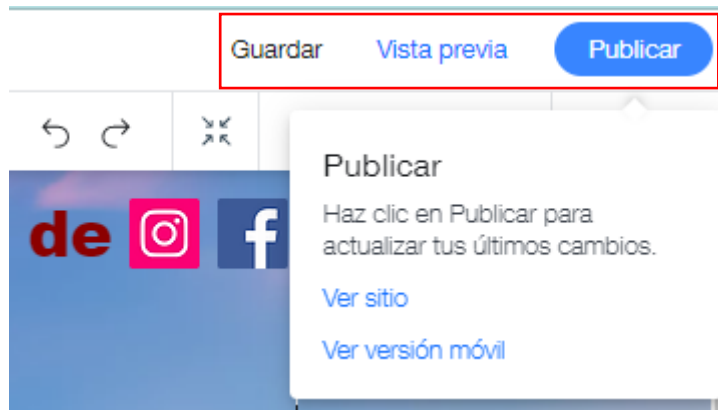 Guardar Vista previa Publicar
Publicar
Haz clic en Publicar para
actualizar tus últimos cambios.
Ver sitio
Ver versión móvil
de